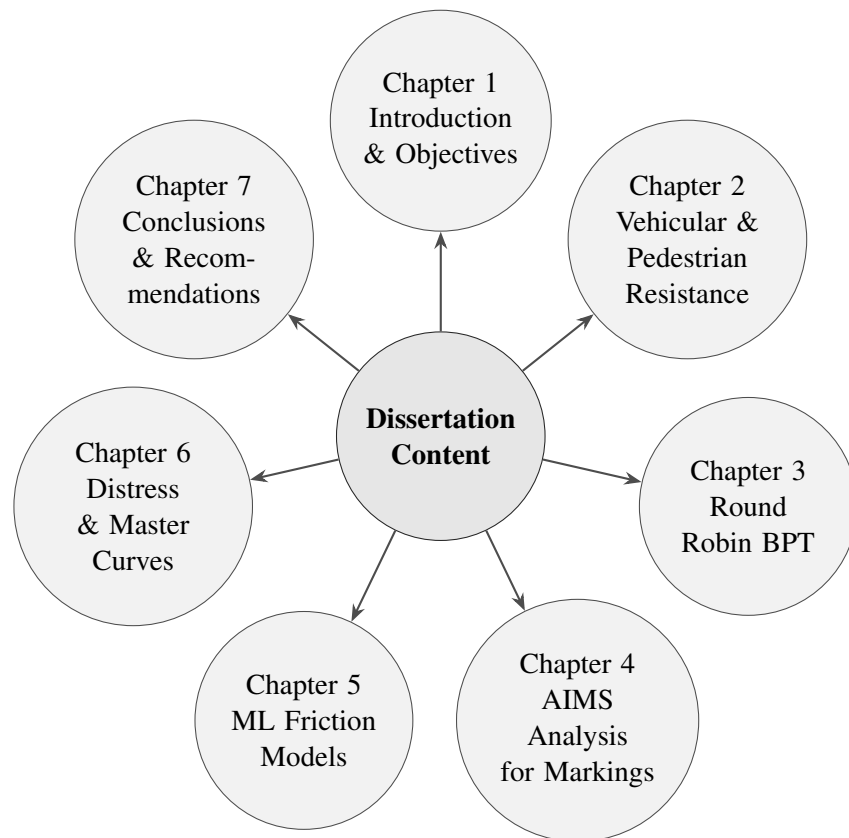 Chapter 1
Introduction
& Objectives
Chapter 2
Vehicular &
Pedestrian
Resistance
Chapter 3
Round
Robin BPT
Chapter 4
AIMS
Analysis
for Markings
Chapter 5
ML Friction
Models
Chapter 6
Distress
& Master
Curves
Chapter 7
Conclusions
& Recom-
mendations
Dissertation
Content